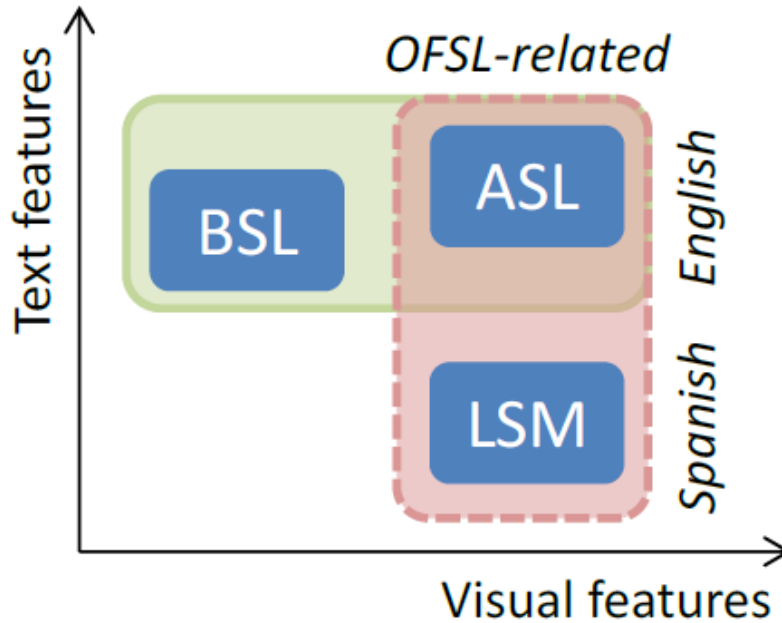 OFSL-related
Text features
BSL
ASL
English
LSM
Spanish
Visual features